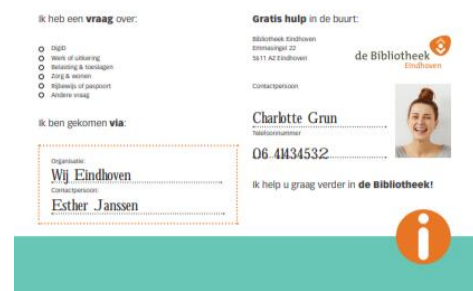 Ik heb een vraag over:
DigiD
Werk of uitkering
Belasting & toeslagen
Zorg & wonen
Rijbewijs of paspoort
Andere vraag
Ik ben gekomen via:
Organisatie:
Wij Eindhoven
Contactpersoon:
Esther Janssen
Gratis hulp in de buurt:
Bibliotheek Eindhoven
Emmasingel 22
5611 AZ Eindhoven
de Bibliotheek
Eindhoven
Contactpersoon
Charlotte Grun
Telefoonnummer
06 41434532
Ik help u graag verder in de Bibliotheek!
i